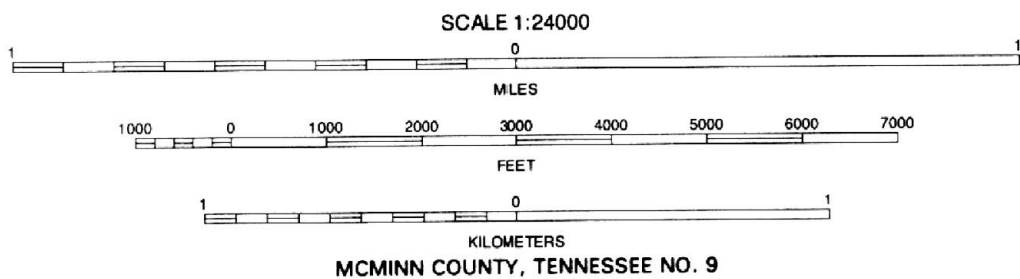 SCALE 1:24000
1 0 1
MILES
1000 0 1000 2000 3000 4000 5000 6000 7000
FEET
1 0 1
KILOMETERS
MCMINN COUNTY, TENNESSEE NO. 9